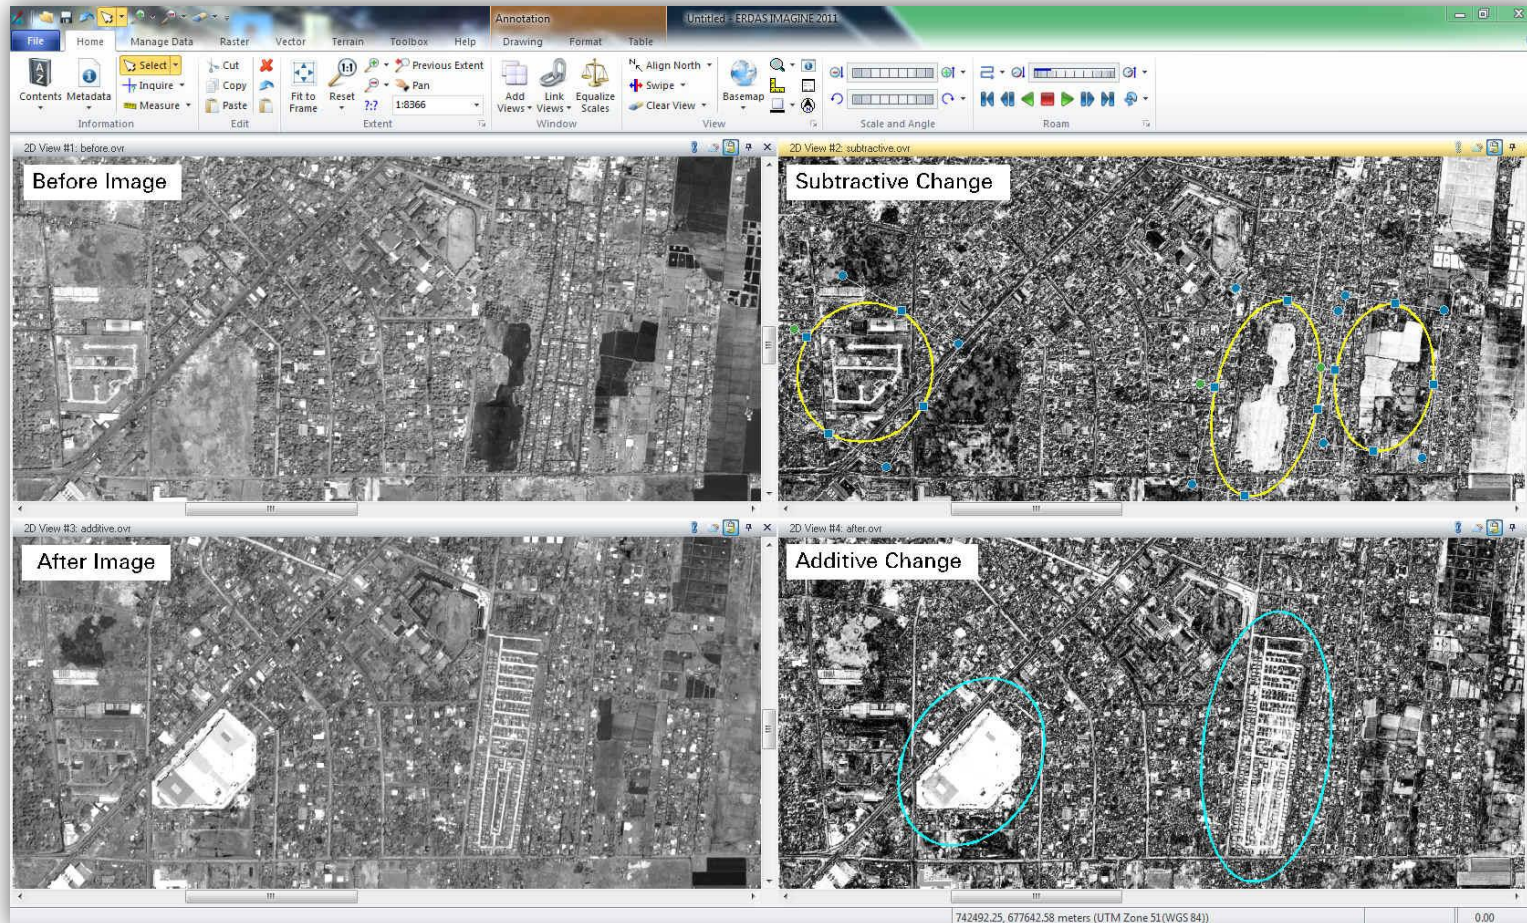 Annotation
Untitled - ERDAS IMAGINE 2011
File Home Manage Data Raster Vector Terrain Toolbox Help Drawing Format Table
Contents
Metadata
Select
Inquire
Measure
Information
Cut
Copy
Paste
Edit
Fit to
Frame
1:1
Reset
?:?
Previous Extent
Pan
1:8366
Extent
Add
Views
Link
Views
Equalize
Scales
Window
Align North
Swipe
Clear View
Basemap
View
Scale and Angle
Roam
2D View #1: before.ovr
Before Image
2D View #2: subtractive.ovr
Subtractive Change
2D View #3: additive.ovr
After Image
2D View #4: after.ovr
Additive Change
742492.25, 677642.58 meters (UTM Zone 51(WGS 84))
0.00